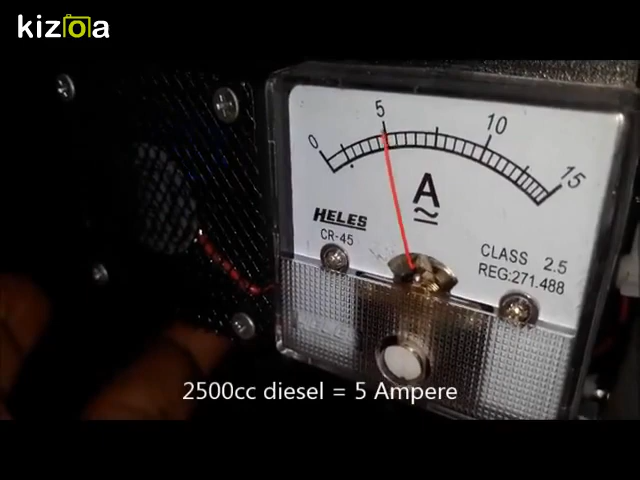 kizoa
0 5 10 15
A
HELES
CR-45
CLASS 2.5
REG:271.488
2500cc diesel = 5 Ampere